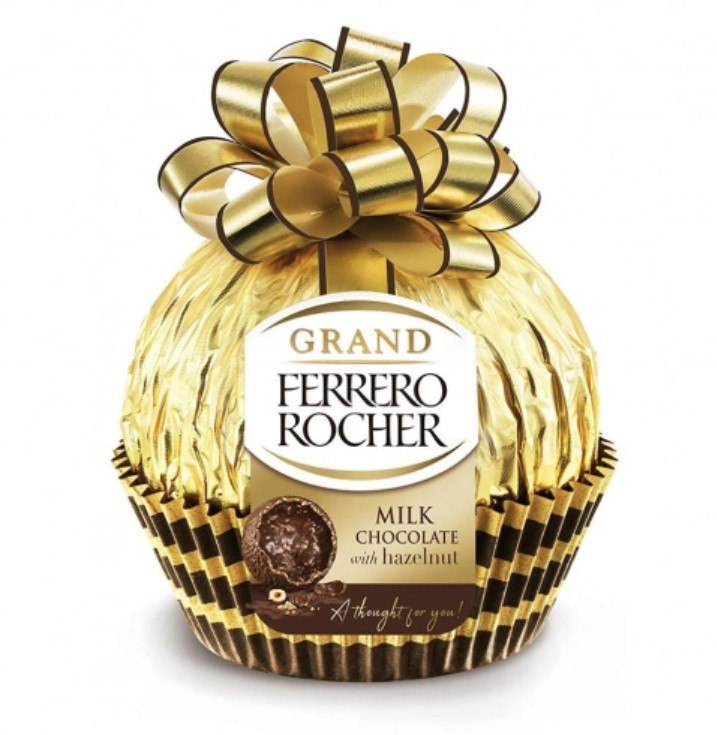 GRAND
FERRERO
ROCHER
MILK
CHOCOLATE
with hazelnut
A thought for you!